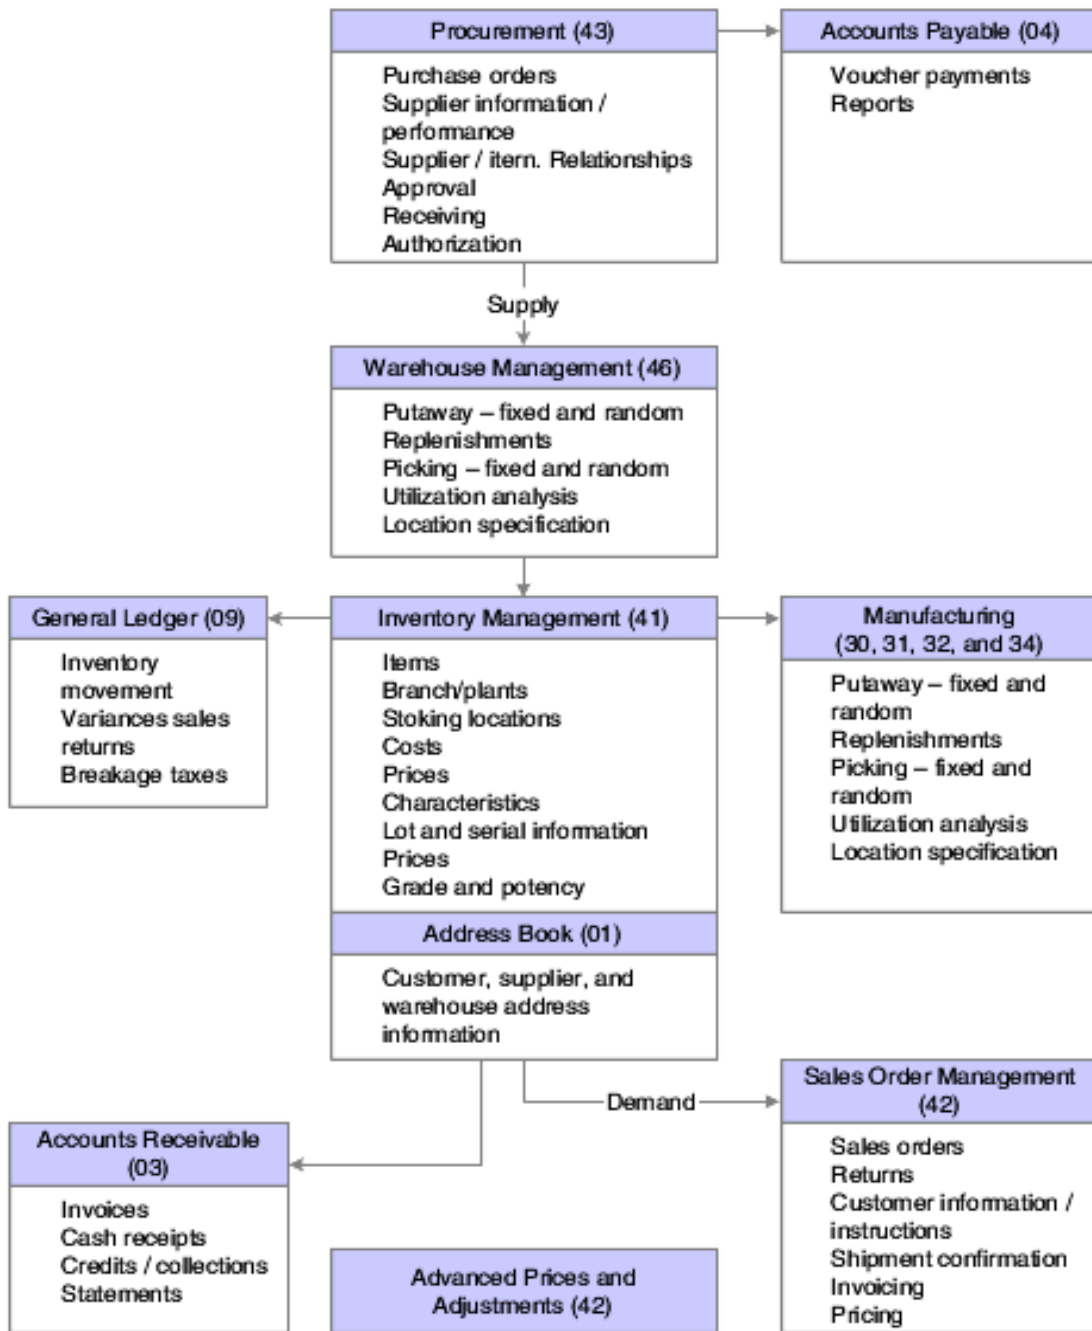 Procurement (43)
Purchase orders
Supplier information /
performance
Supplier / itern. Relationships
Approval
Receiving
Authorization
Accounts Payable (04)
Voucher payments
Reports
Supply
Warehouse Management (46)
Putaway – fixed and random
Replenishments
Picking – fixed and random
Utilization analysis
Location specification
General Ledger (09)
Inventory
movement
Variances sales
returns
Breakage taxes
Inventory Management (41)
Items
Branch/plants
Stoking locations
Costs
Prices
Characteristics
Lot and serial information
Prices
Grade and potency
Manufacturing
(30, 31, 32, and 34)
Putaway – fixed and
random
Replenishments
Picking – fixed and
random
Utilization analysis
Location specification
Address Book (01)
Customer, supplier, and
warehouse address
information
Demand
Sales Order Management
(42)
Sales orders
Returns
Customer information /
instructions
Shipment confirmation
Invoicing
Pricing
Accounts Receivable
(03)
Invoices
Cash receipts
Credits / collections
Statements
Advanced Prices and
Adjustments (42)